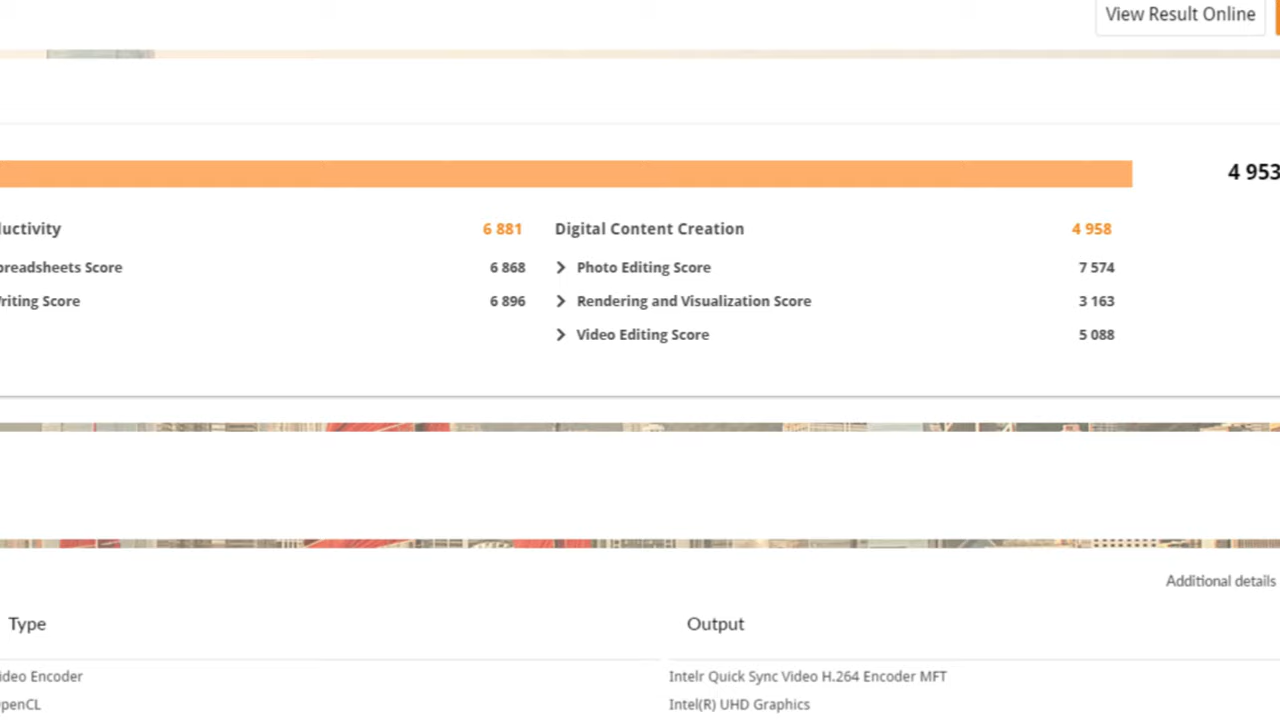 View Result Online
4 953
uctivity 6 881 Digital Content Creation 4 958
preadsheets Score 6 868 Photo Editing Score 7 574
riting Score 6 896 Rendering and Visualization Score 3 163
Video Editing Score 5 088
Additional details
Type Output
ideo Encoder Intelr Quick Sync Video H.264 Encoder MFT
penCL Intel(R) UHD Graphics